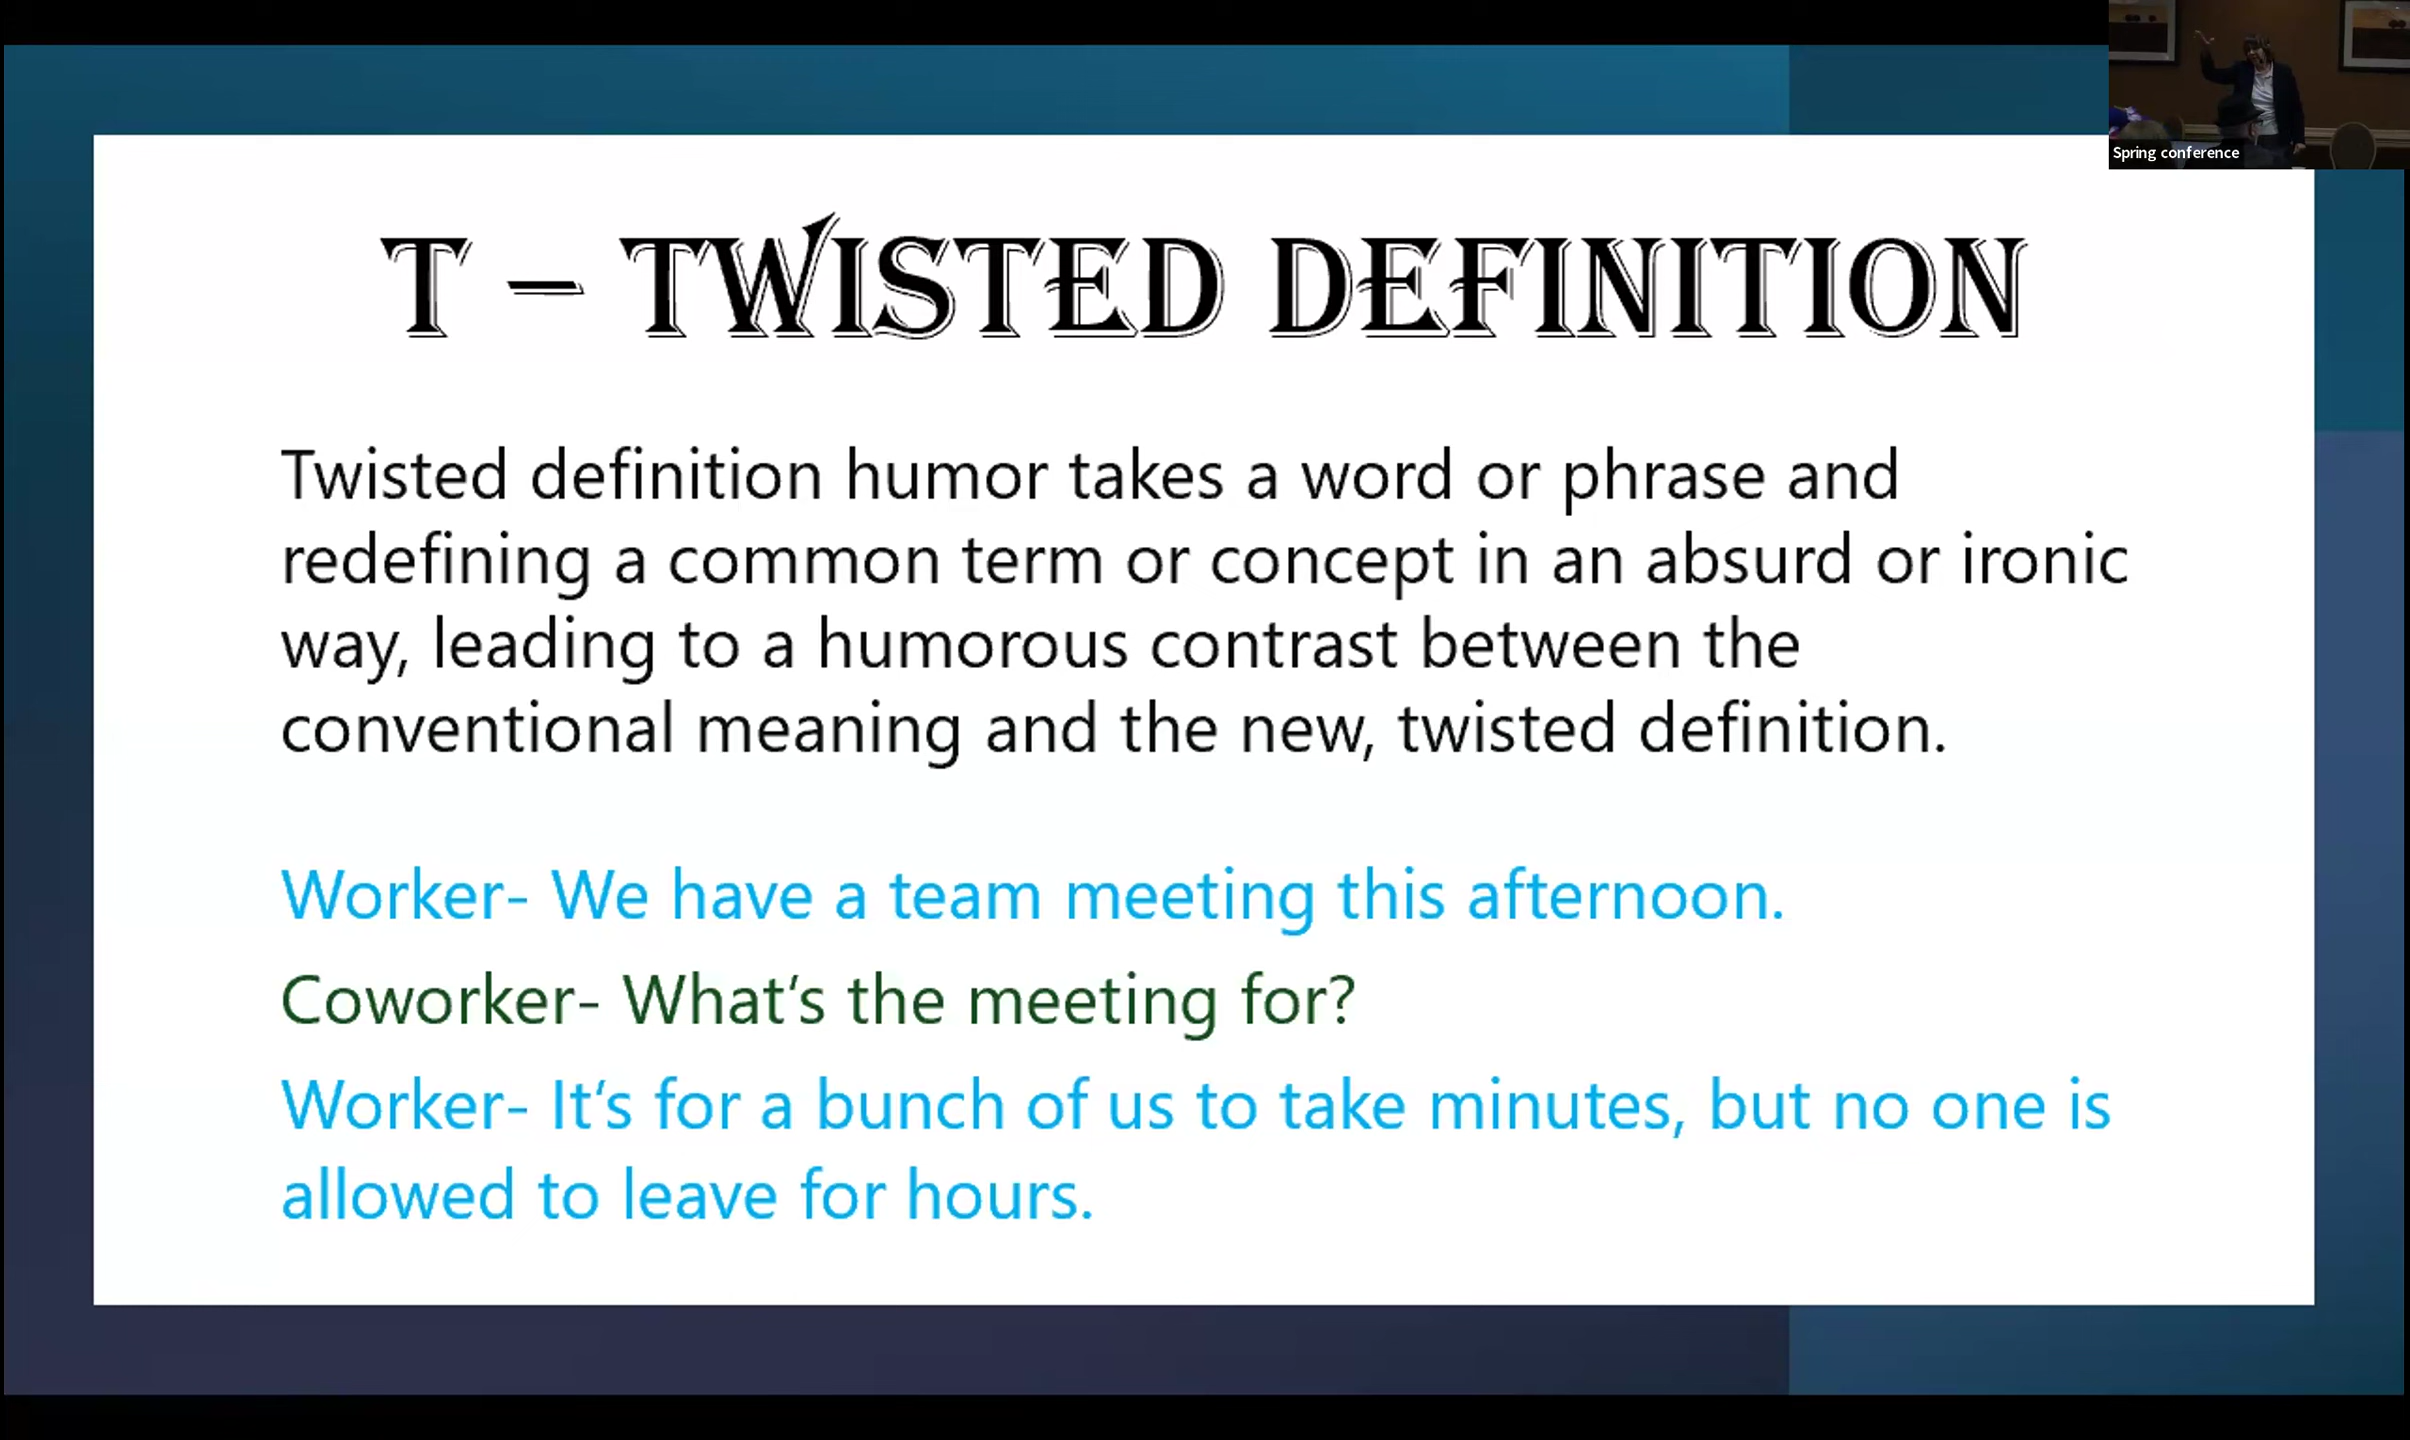 Spring conference
T – TWISTED DEFINITION
Twisted definition humor takes a word or phrase and
redefining a common term or concept in an absurd or ironic
way, leading to a humorous contrast between the
conventional meaning and the new, twisted definition.
Worker- We have a team meeting this afternoon.
Coworker- What's the meeting for?
Worker- It's for a bunch of us to take minutes, but no one is
allowed to leave for hours.